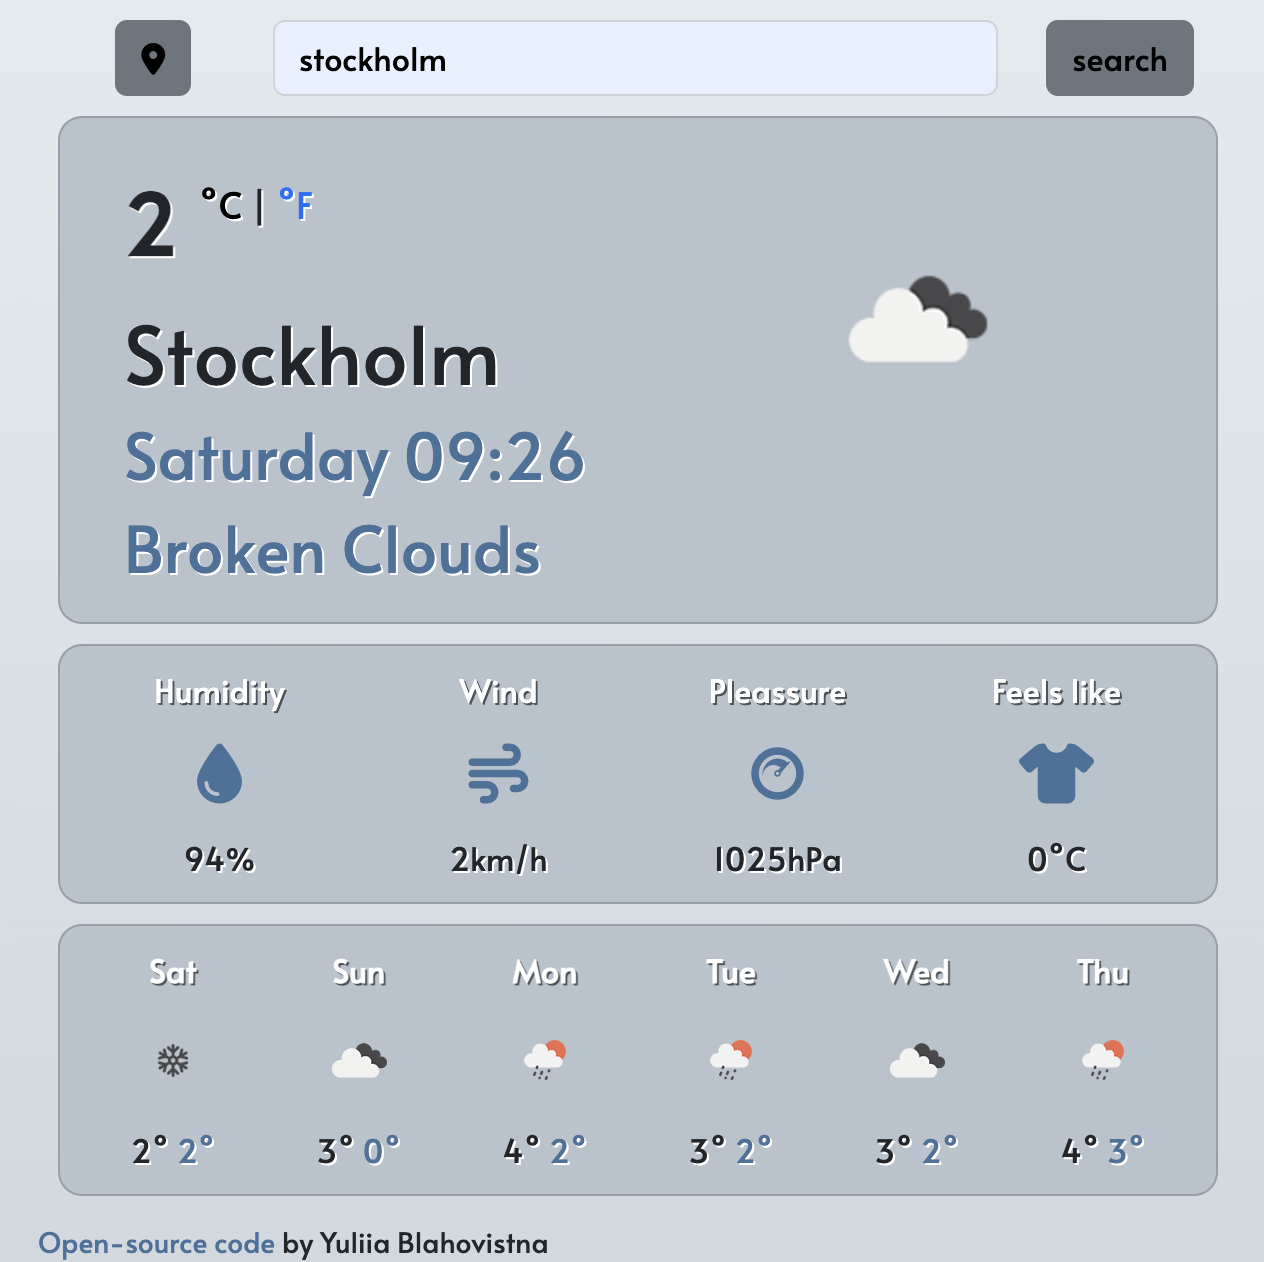 stockholm
search
2 °C | °F
Stockholm
Saturday 09:26
Broken Clouds
Humidity Wind Pleassure Feels like
94% 2km/h 1025hPa 0°C
Sat Sun Mon Tue Wed Thu
2° 2° 3° 0° 4° 2° 3° 2° 3° 2° 4° 3°
Open-source code by Yuliia Blahovistna